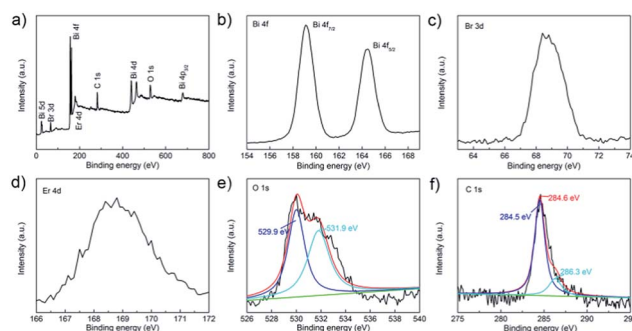 a)
Intensity (a.u.)
Bi 5d
Br 3d
Bi 4f
Er 4d
C 1s
Bi 4d
O 1s
Bi 4p3/2
0 200 400 600 800
Binding energy (eV)
b)
Bi 4f
Bi 4f7/2
Bi 4f5/2
Intensity (a.u.)
154 156 158 160 162 164 166 168
Binding energy (eV)
c)
Br 3d
Intensity (a.u.)
64 66 68 70 72 74
Binding energy (eV)
d)
Er 4d
Intensity (a.u.)
166 165 167 168 169 170 171 172
Binding energy (eV)
e)
O 1s
529.9 eV
531.9 eV
Intensity (a.u.)
526 528 530 532 534 536 538 540
Binding energy (eV)
f)
C 1s
284.6 eV
284.5 eV
286.3 eV
Intensity (a.u.)
275 280 285 290
Binding energy (eV)